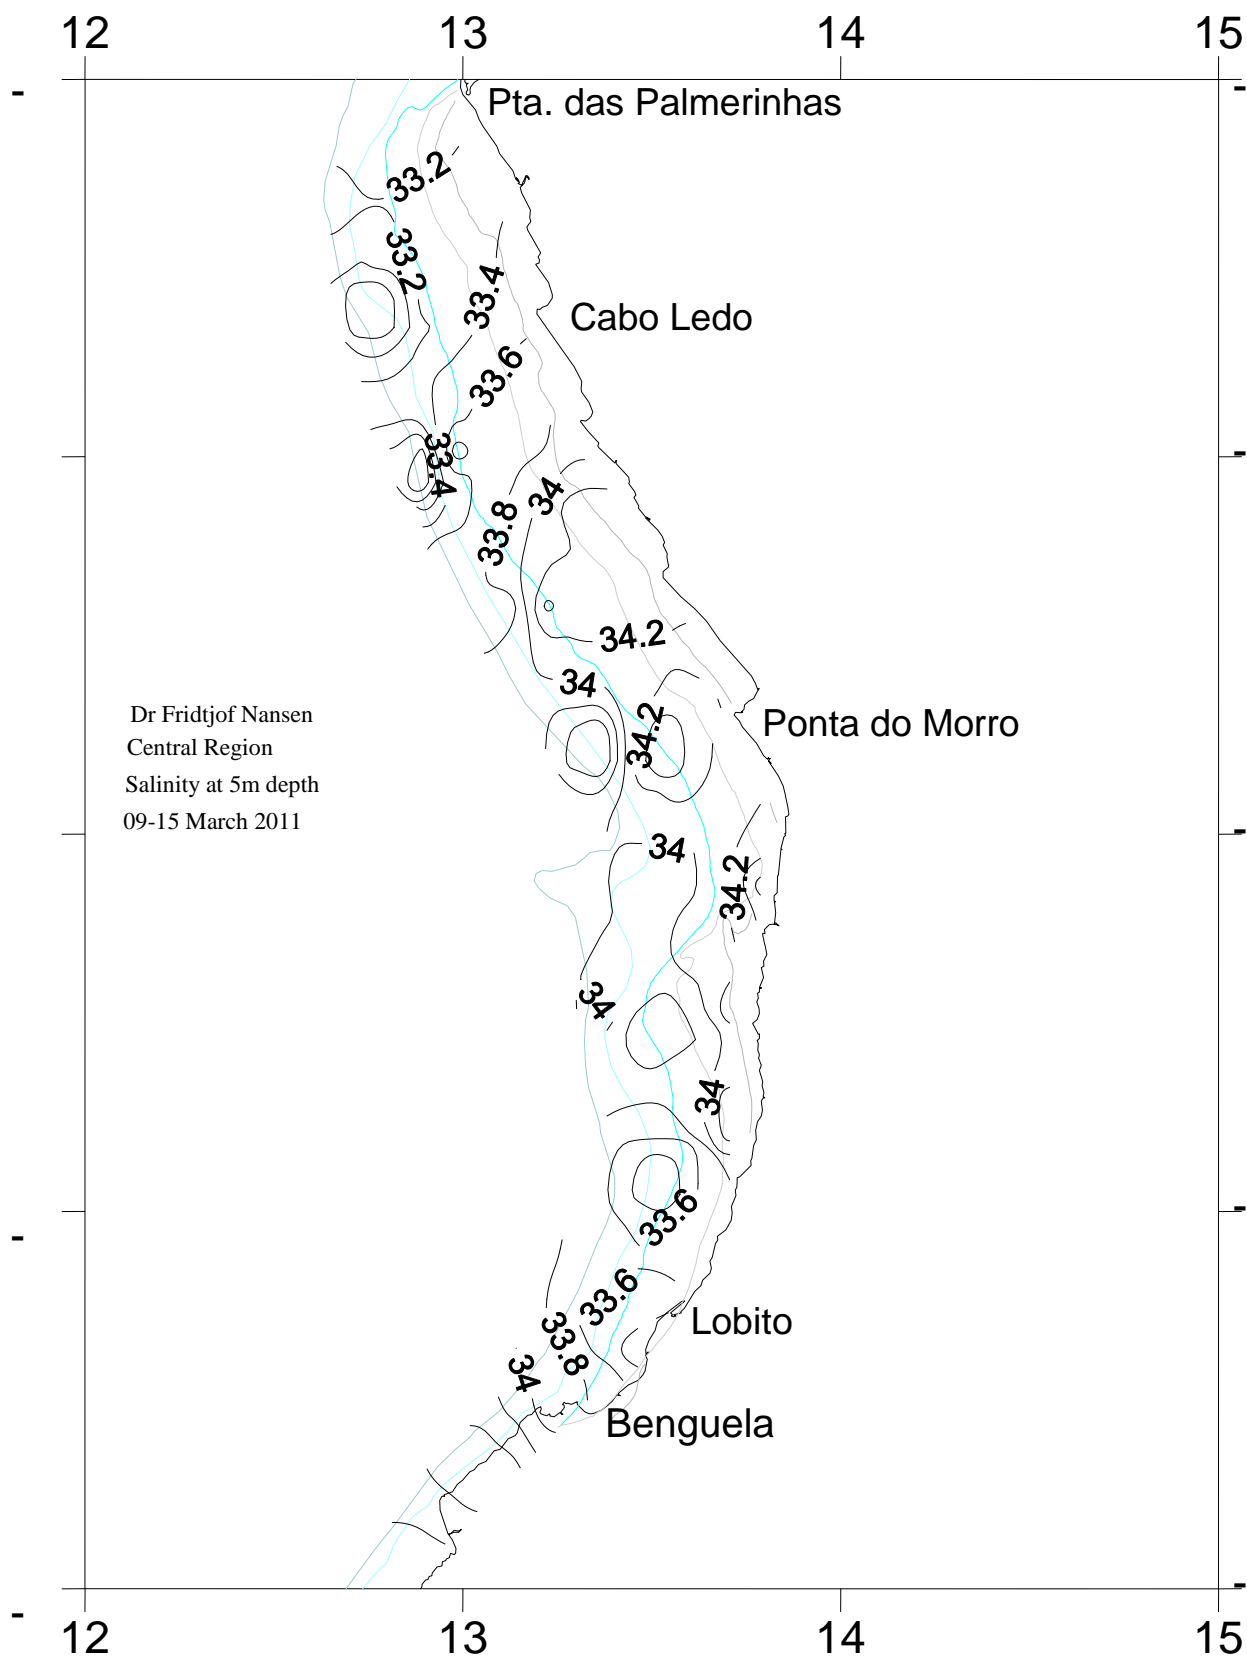 12 13 14 15
-
-
Pta. das Palmerinhas
33.2
33.2
33.4
Cabo Ledo
33.6
33.4
-
34
33.8
34.2
34
34.2
Ponta do Morro
Dr Fridtjof Nansen
Central Region
Salinity at 5m depth
09-15 March 2011
34
-
34.2
34
34
33.6
-
-
33.6
Lobito
33.8
34
Benguela
-
-
12 13 14 15